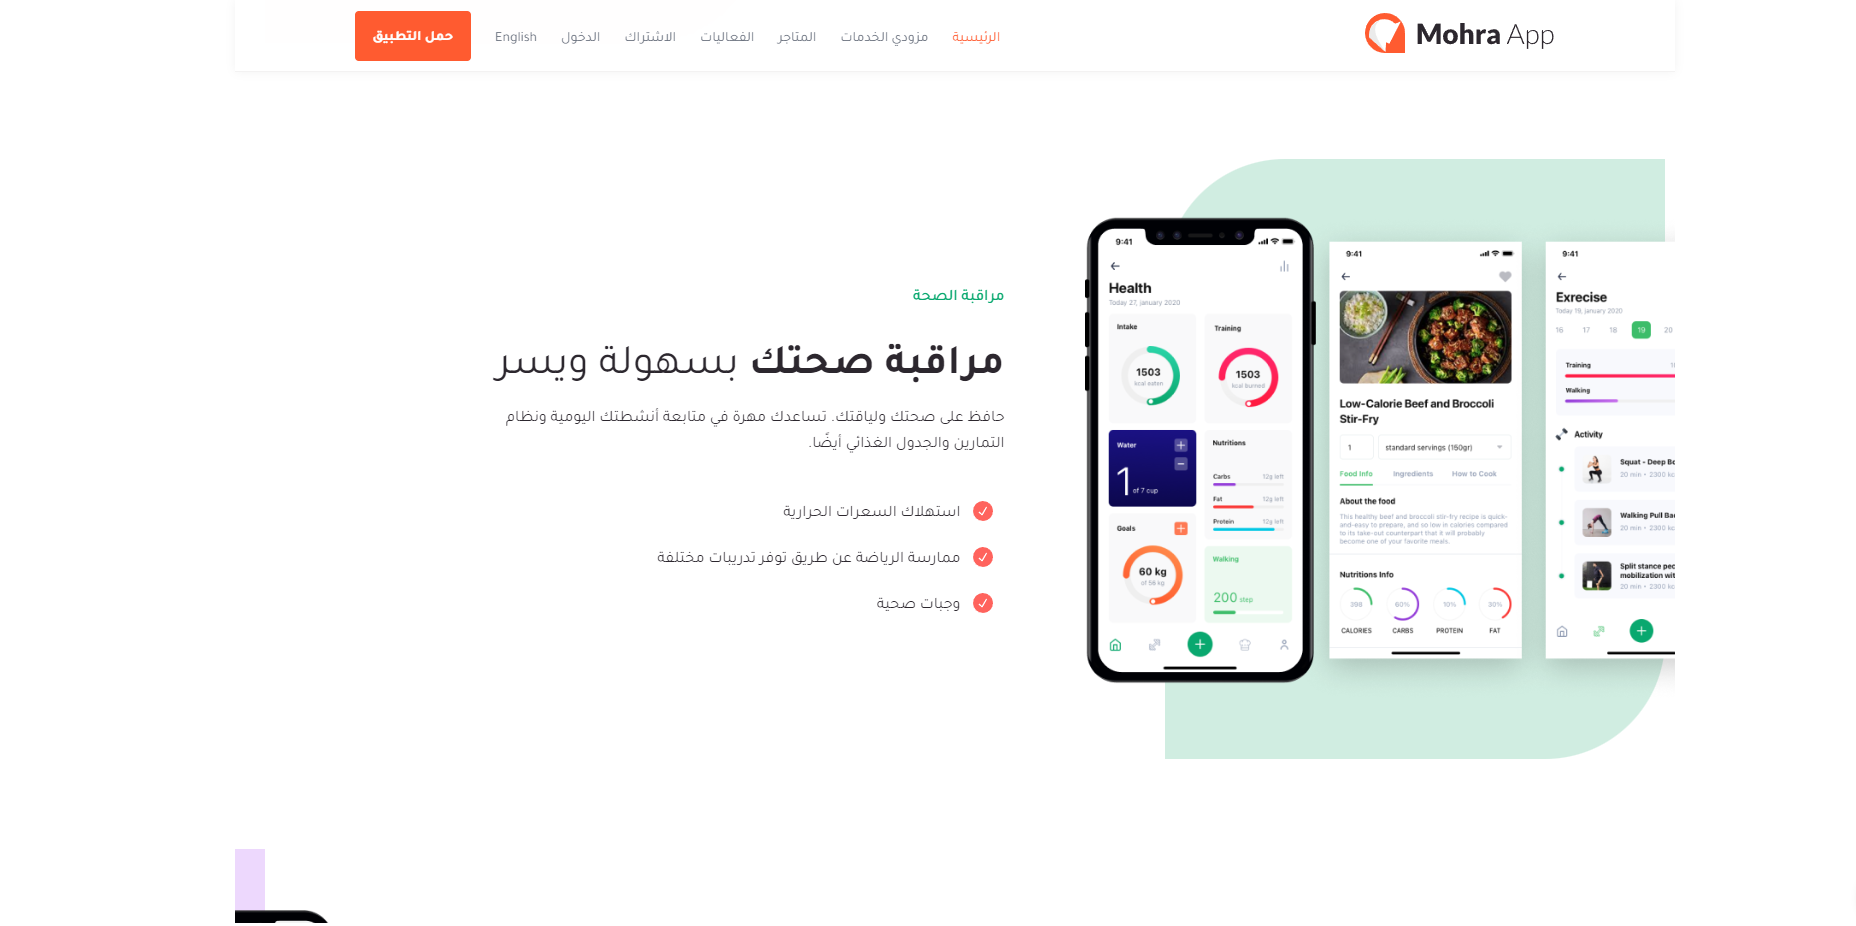 Mohra App
الرئيسية
مزودي الخدمات
المتاجر
الفعاليات
الاشتراك
الدخول
English
حمل التطبيق
مراقبة الصحة
مراقبة صحتك بسهولة ويسر
حافظ على صحتك ولياقتك. تساعدك مهرة في متابعة أنشطتك اليومية ونظام
التمارين والجدول الغذائي أيضًا.
استهلاك السعرات الحرارية
ممارسة الرياضة عن طريق توفر تدريبات مختلفة
وجبات صحية
9:41
Health
Today 27, january 2020
Intake
1503
kcal eaten
Training
1503
kcal burned
Water
1 of 7 cup
Nutritions
Carbs 12g left
Fat 12g left
Protein 12g left
Goals
60 kg
of 56 kg
Walking
200 step
9:41
Low-Calorie Beef and Broccoli
Stir-Fry
1 standard servings (150gr)
Food Info Ingredients How to Cook
About the food
This healthy beef and broccoli stir-fry recipe is quick-
and-easy to prepare, and so low in calories compared
to its take-out counterpart that it will probably
become one of your favorite meals.
Nutritions Info
398 60% 10% 30%
CALORIES CARBS PROTEIN FAT
9:41
Exrecise
Today 19, january 2020
16 17 18 19 20
Training
Walking
Activity
Squat - Deep
20 min • 2300
Walking Pull
20 min • 2300
Split stance
mobilization
20 min • 2300